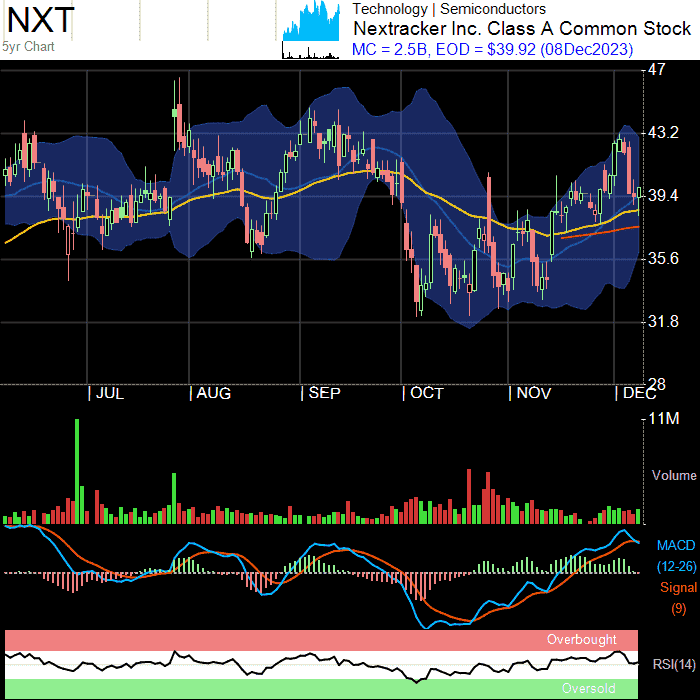 NXT
5yr Chart
Technology | Semiconductors
Nextracker Inc. Class A Common Stock
MC = 2.5B, EOD = $39.92 (08Dec2023)
47
43.2
39.4
35.6
31.8
28
JUL AUG SEP OCT NOV DEC
11M
Volume
MACD
(12-26)
Signal
(9)
Overbought
RSI(14)
Oversold